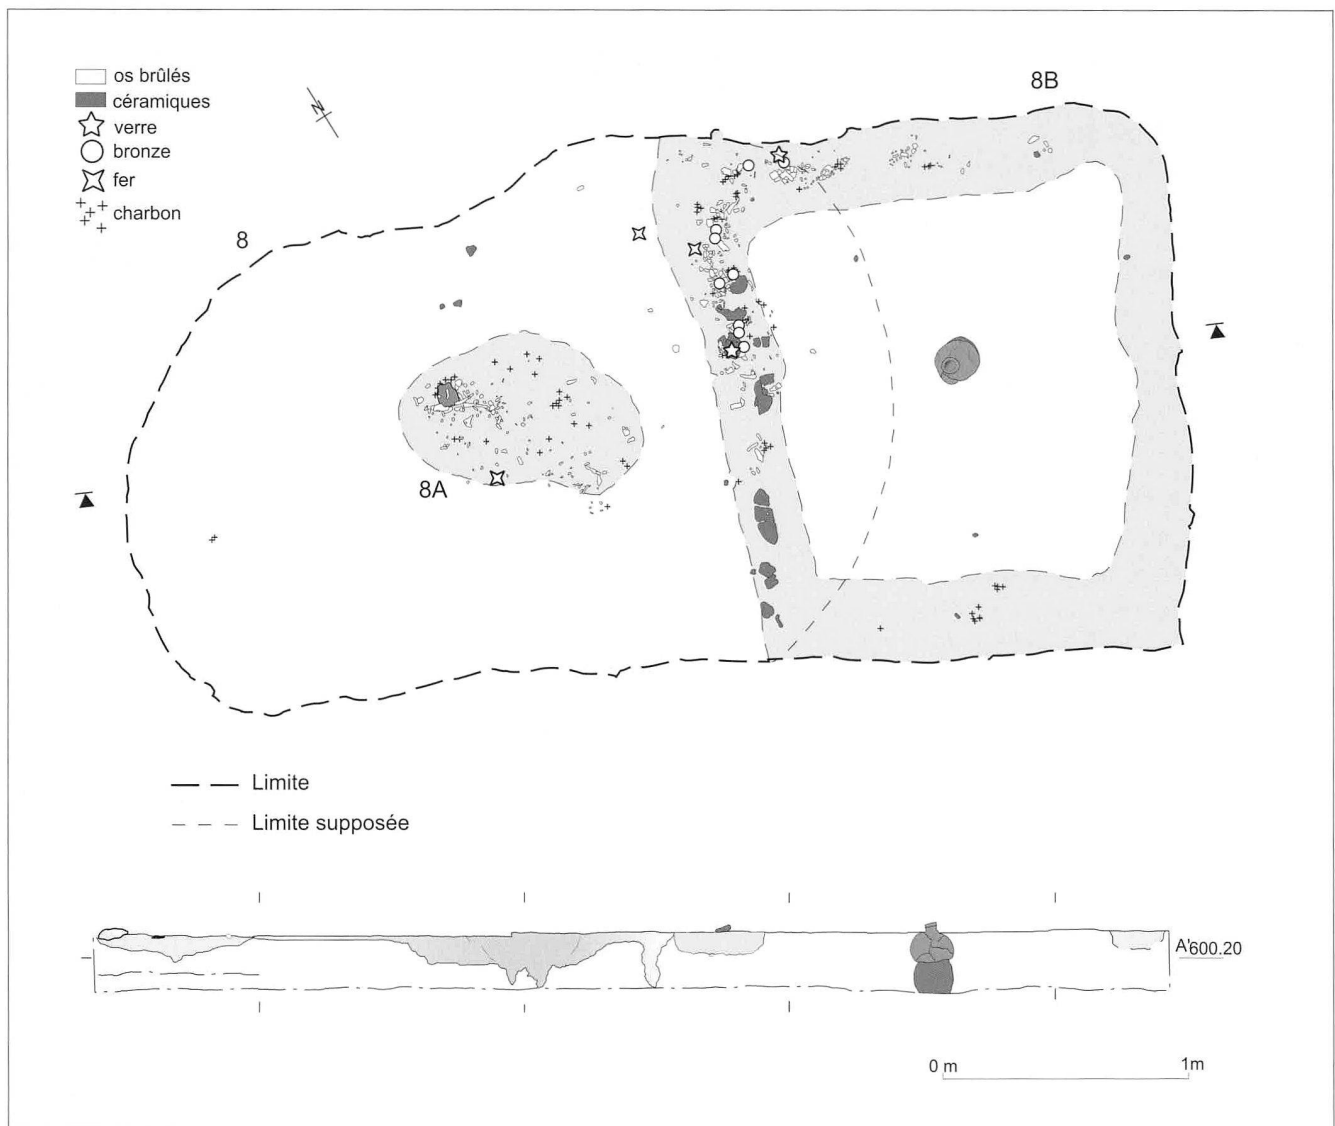 os brûlés
céramiques
verre
bronze
fer
charbon
N
8
8B
8A
Limite
Limite supposée
A'600.20
0 m 1m